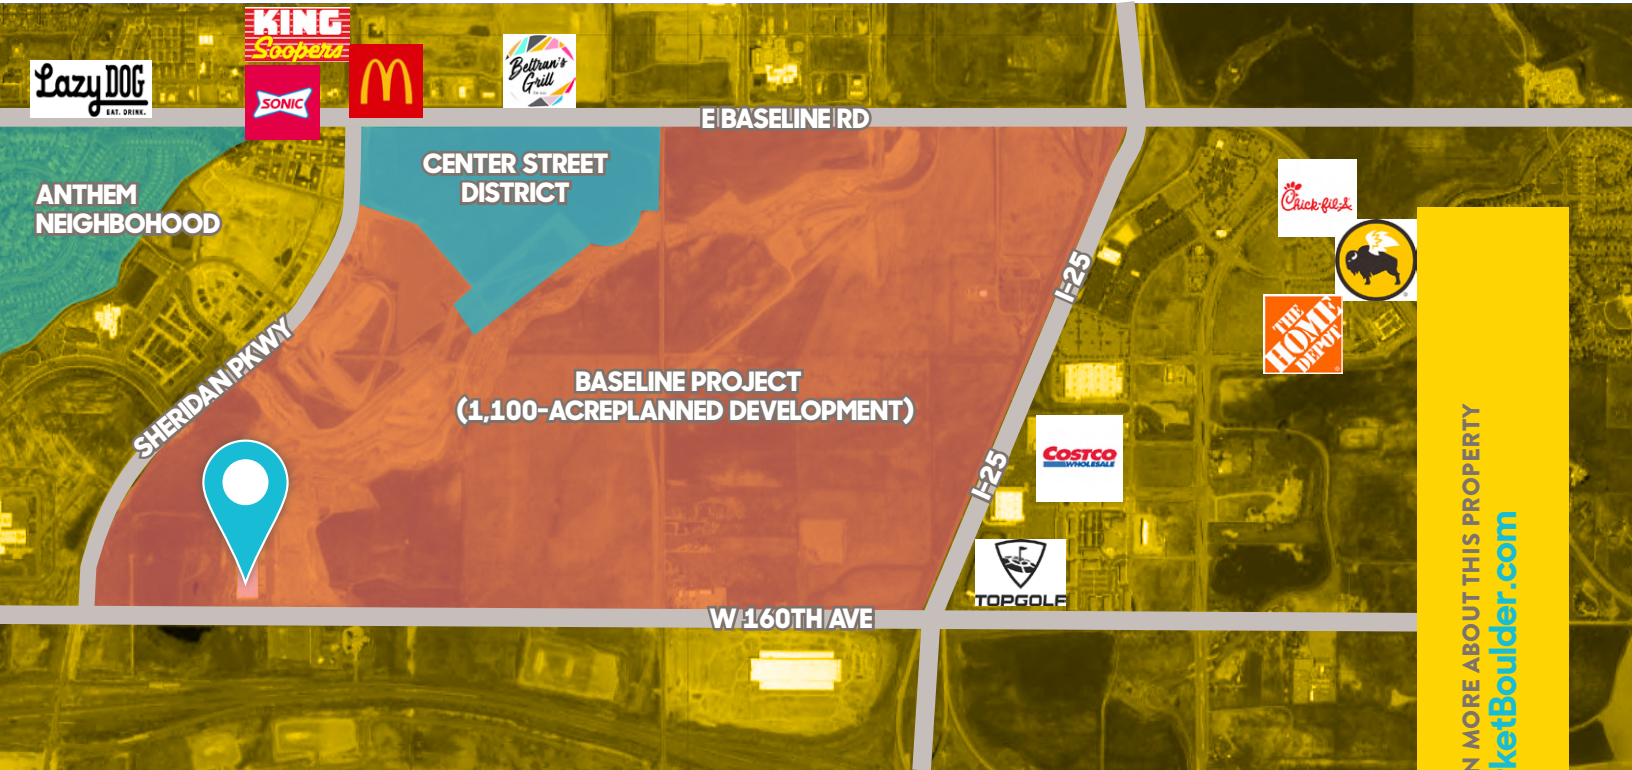 KING
Soopers
Lazy DOG
EAT. DRINK.
SONIC
Beltran's
Grill
E BASELINE RD
CENTER STREET
DISTRICT
ANTHEM
NEIGHBOHOOD
Chick-fil-A
I-25
THE
HOME
DEPOT
SHERIDAN PKWY
BASELINE PROJECT
(1,100-ACREPLANNED DEVELOPMENT)
COSTCO
WHOLESALE
I-25
TOPGOLF
W 160TH AVE
N MORE ABOUT THIS PROPERTY
ketBoulder.com